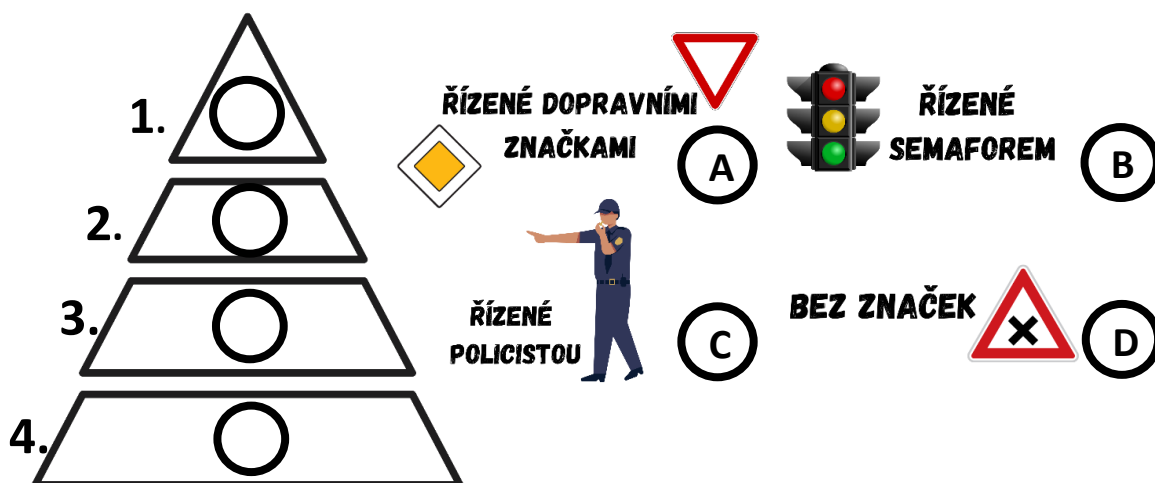 1.
2.
3.
4.
ŘÍZENÉ DOPRAVNÍMI
ZNAČKAMI
A
ŘÍZENÉ
SEMAFOREM
B
ŘÍZENÉ
POLICISTOU
C
BEZ ZNAČEK
D